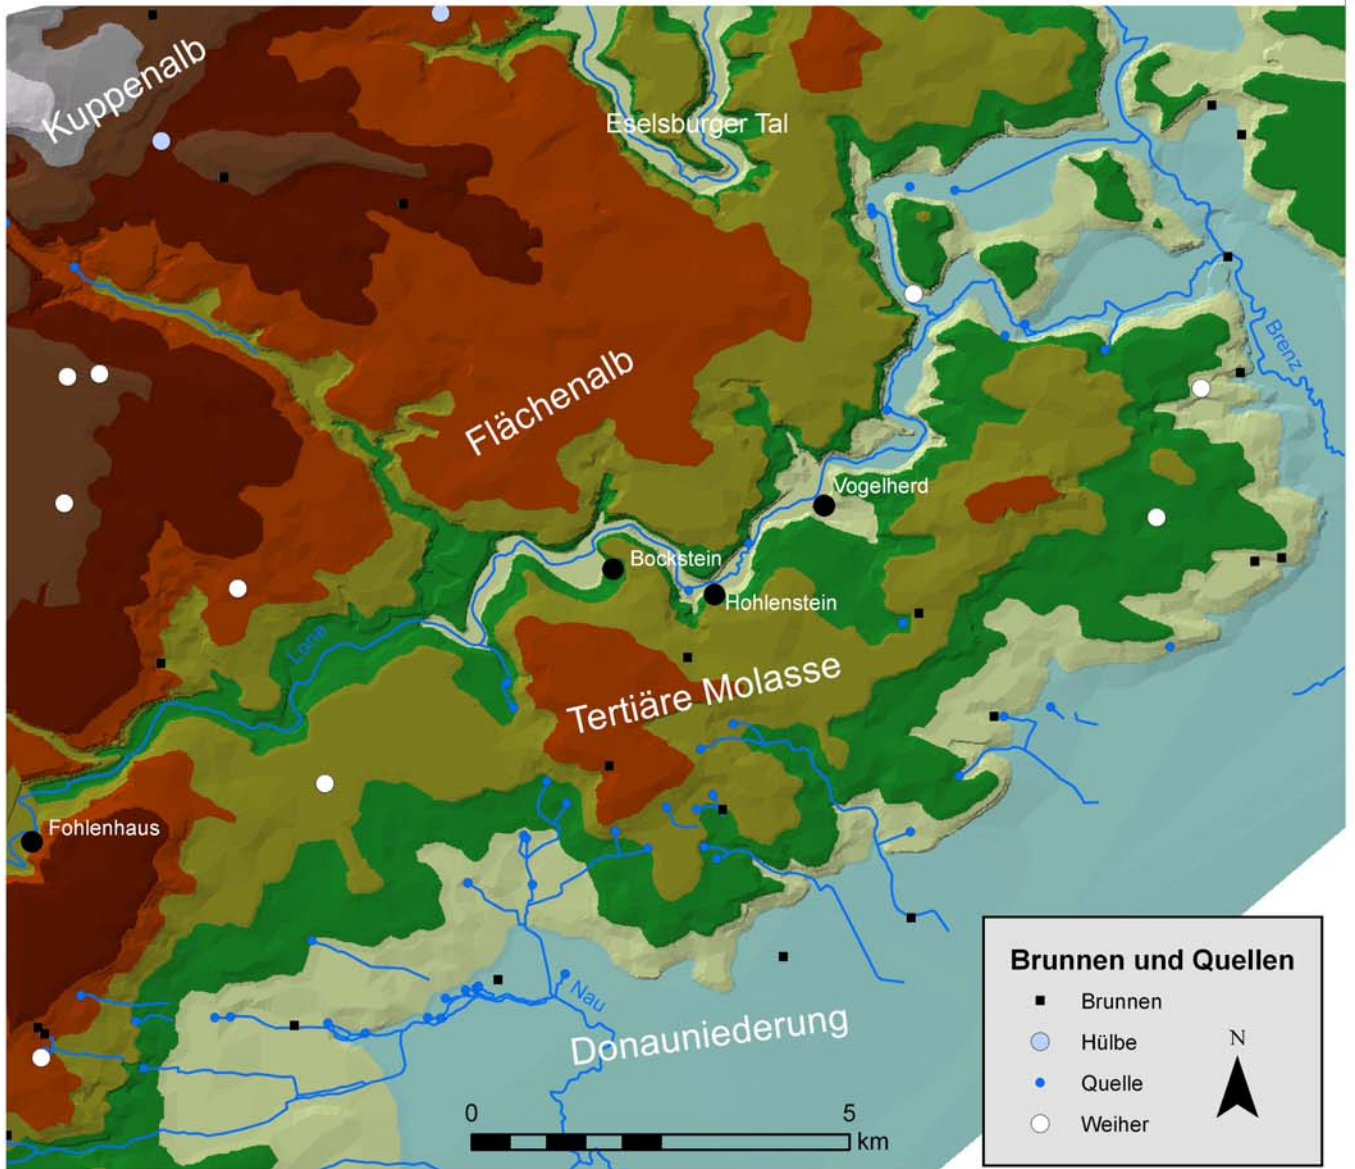 Kuppenalb
Eselsburger Tal
Brenz
Flächenalb
Vogelherd
Bockstein
Hohlenstein
Lone
Tertiäre Molasse
Fohlenhaus
Nau
Donauniederung
Brunnen und Quellen
Brunnen
Hülbe
Quelle
Weiher
N
0 5
km